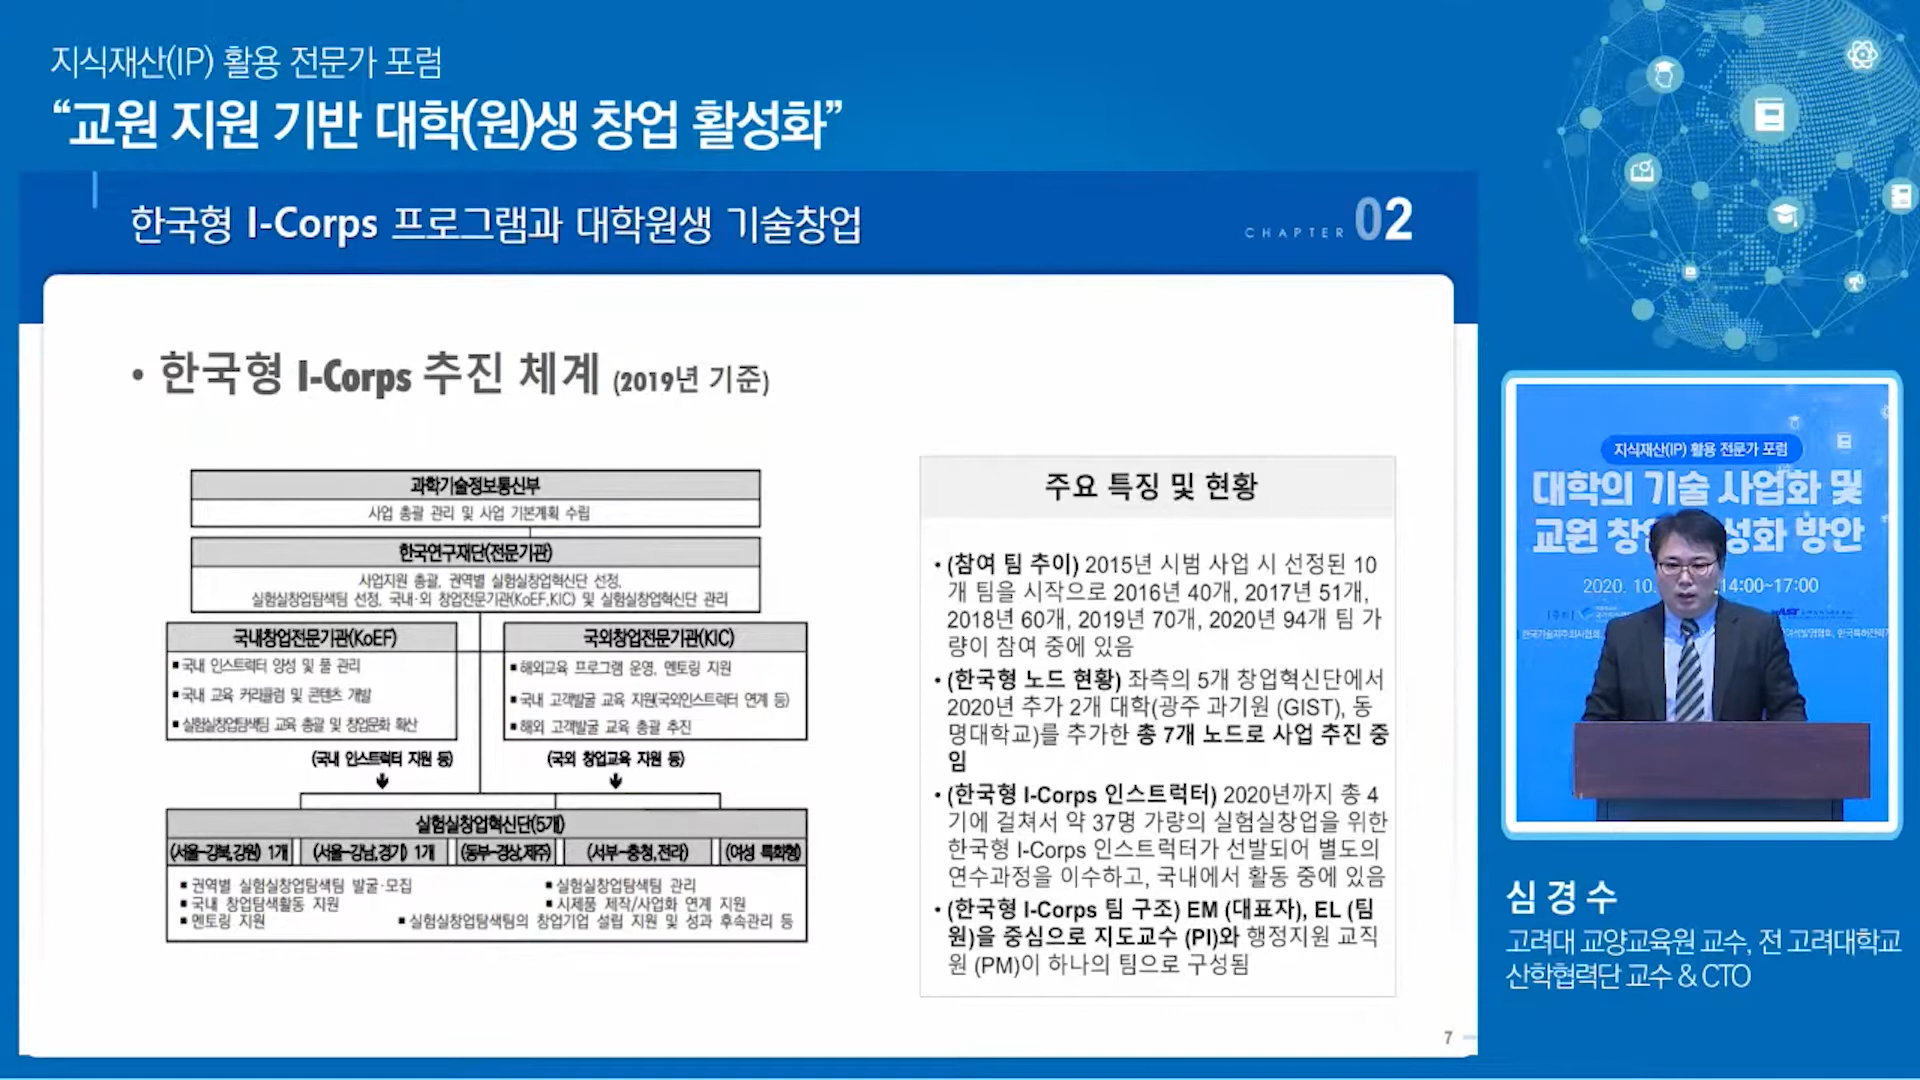 지식재산(IP) 활용 전문가 포럼
“교원 지원 기반 대학(원)생 창업 활성화”
한국형 I-Corps 프로그램과 대학원생 기술창업
CHAPTER 02
• 한국형 I-Corps 추진 체계 (2019년 기준)
과학기술정보통신부
사업 총괄 관리 및 사업 기본계획 수립
한국연구재단(전문기관)
사업지원 총괄, 권역별 실험실창업혁신단 선정,
실험실창업탐색팀 선정, 국내·외 창업전문기관(KoEF,KIC) 및 실험실창업혁신단 관리
국내창업전문기관(KoEF)
■ 국내 인스트럭터 양성 및 풀 관리
■ 국내 교육 커리큘럼 및 콘텐츠 개발
■ 실험실창업탐색팀 교육 총괄 및 창업문화 확산
국외창업전문기관(KIC)
■ 해외교육 프로그램 운영, 멘토링 지원
■ 국내 고객발굴 교육 지원(국외인스트럭터 연계 등)
■ 해외 고객발굴 교육 총괄 추진
(국내 인스트럭터 지원 등)
(국외 창업교육 지원 등)
실험실창업혁신단(5개)
(서울-강북,강원) 1개
(서울-강남,경기) 1개
(동부-경상,제주)
(서부-충청,전라)
(여성 특화형)
■ 권역별 실험실창업탐색팀 발굴·모집
■ 실험실창업탐색팀 관리
■ 국내 창업탐색활동 지원
■ 시제품 제작/사업화 연계 지원
■ 멘토링 지원
■ 실험실창업탐색팀의 창업기업 설립 지원 및 성과 후속관리 등
주요 특징 및 현황
• (참여 팀 추이) 2015년 시범 사업 시 선정된 10
개 팀을 시작으로 2016년 40개, 2017년 51개,
2018년 60개, 2019년 70개, 2020년 94개 팀 가
량이 참여 중에 있음
• (한국형 노드 현황) 좌측의 5개 창업혁신단에서
2020년 추가 2개 대학(광주 과기원 (GIST), 동
명대학교)를 추가한 총 7개 노드로 사업 추진 중
임
• (한국형 I-Corps 인스트럭터) 2020년까지 총 4
기에 걸쳐서 약 37명 가량의 실험실창업을 위한
한국형 I-Corps 인스트럭터가 선발되어 별도의
연수과정을 이수하고, 국내에서 활동 중에 있음
• (한국형 I-Corps 팀 구조) EM (대표자), EL (팀
원)을 중심으로 지도교수 (PI)와 행정지원 교직
원 (PM)이 하나의 팀으로 구성됨
7
지식재산(IP) 활용 전문가 포럼
대학의 기술 사업화 및
교원 창 성화 방안
2020. 10. 14:00~17:00
심 경 수
고려대 교양교육원 교수, 전 고려대학교
산학협력단 교수 & CTO